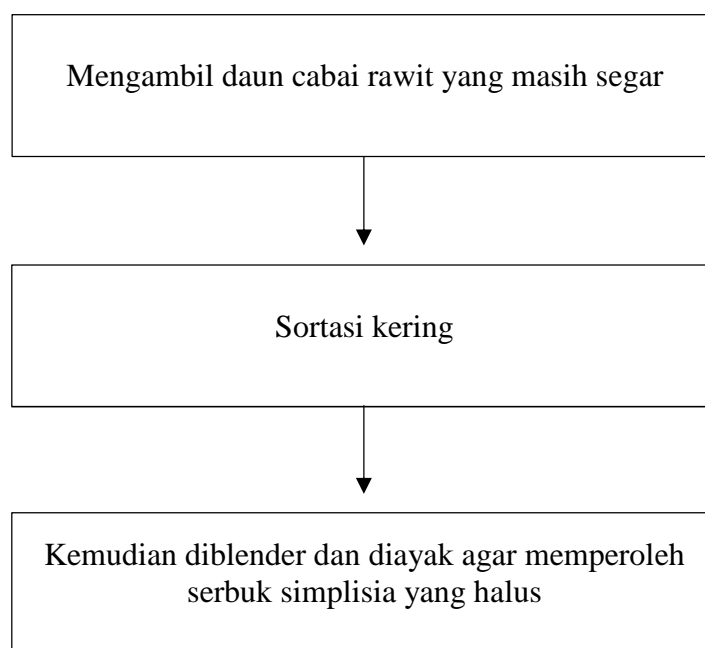 Mengambil daun cabai rawit yang masih segar
Sortasi kering
Kemudian diblender dan diayak agar memperoleh
serbuk simplisia yang halus